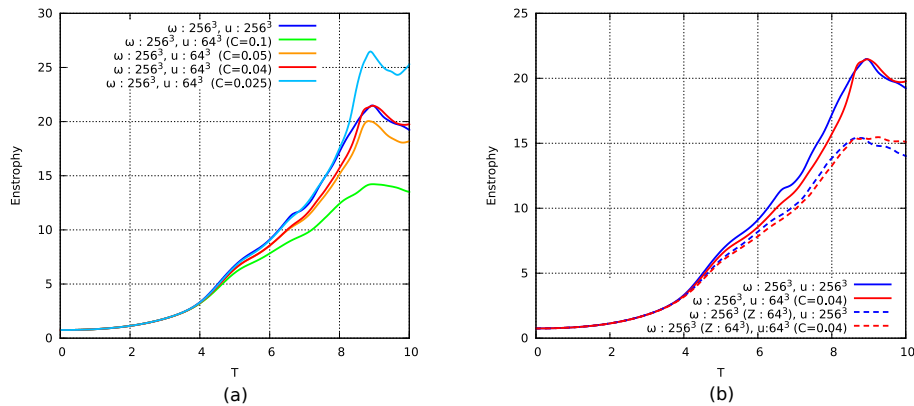 30
25
20
15
10
5
0
Enstrophy
ω : 256³, u : 256³
ω : 256³, u : 64³ (C=0.1)
ω : 256³, u : 64³ (C=0.05)
ω : 256³, u : 64³ (C=0.04)
ω : 256³, u : 64³ (C=0.025)
0 2 4 6 8 10
T
(a)
25
20
15
10
5
0
Enstrophy
ω : 256³, u : 256³
ω : 256³, u : 64³ (C=0.04)
ω : 256³ (Z : 64³), u : 256³
ω : 256³ (Z : 64³), u:64³ (C=0.04)
0 2 4 6 8 10
T
(b)